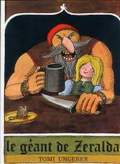 le géant de Zeralda
TOMI UNGERER